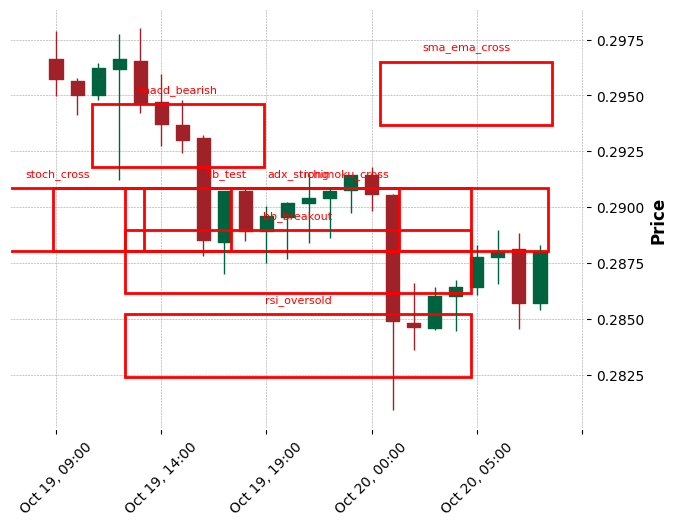 sma_ema_cross
0.2975
macd_bearish
0.2950
0.2925
stoch_cross
lb_test
adx_strong
ichimoku_cross
0.2900
bb_breakout
0.2875
rsi_oversold
0.2850
0.2825
Price
Oct 19, 09:00
Oct 19, 14:00
Oct 19, 19:00
Oct 20, 00:00
Oct 20, 05:00